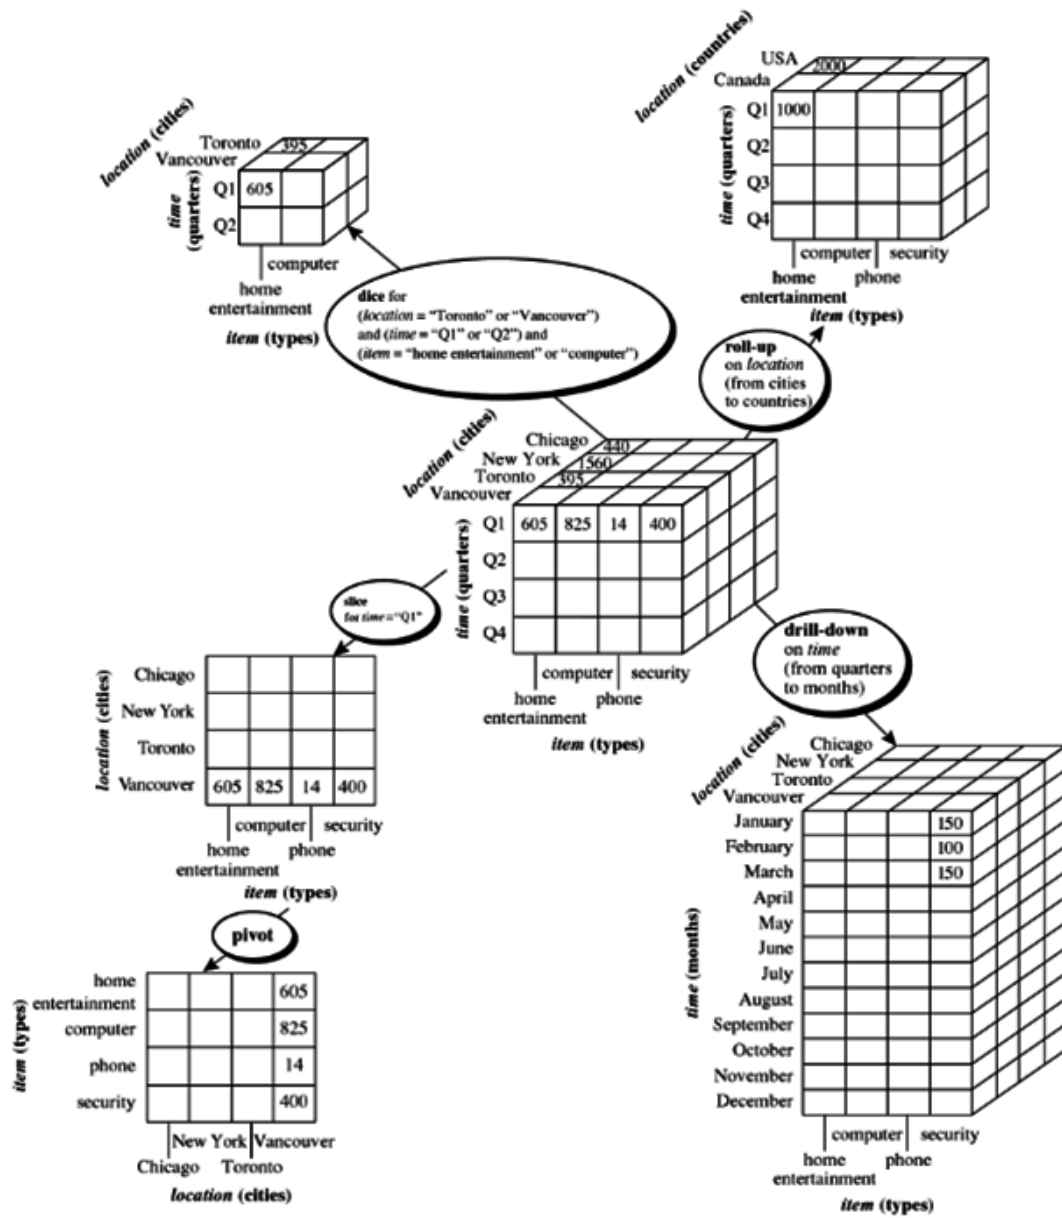 location (countries)
USA
Canada
2000
time (quarters)
Q1 1000
Q2
Q3
Q4
computer security
home phone
entertainment
item (types)
location (cities)
Toronto
Vancouver
395
time
(quarters)
Q1 605
Q2
computer
home
entertainment
item (types)
dice for
(location = “Toronto” or “Vancouver”)
and (time = “Q1” or “Q2”) and
(item = “home entertainment” or “computer”)
roll-up
on location
(from cities
to countries)
location (cities)
Chicago 440
New York 1560
Toronto 395
Vancouver
time (quarters)
Q1 605 825 14 400
Q2
Q3
Q4
computer security
home phone
entertainment
item (types)
slice
for time = “Q1”
drill-down
on time
(from quarters
to months)
location (cities)
Chicago
New York
Toronto
Vancouver 605 825 14 400
computer security
home phone
entertainment
item (types)
pivot
item (types)
home
entertainment 605
computer 825
phone 14
security 400
New York Vancouver
Chicago Toronto
location (cities)
location (cities)
Chicago
New York
Toronto
Vancouver
time (months)
January 150
February 100
March 150
April
May
June
July
August
September
October
November
December
computer security
home phone
entertainment
item (types)